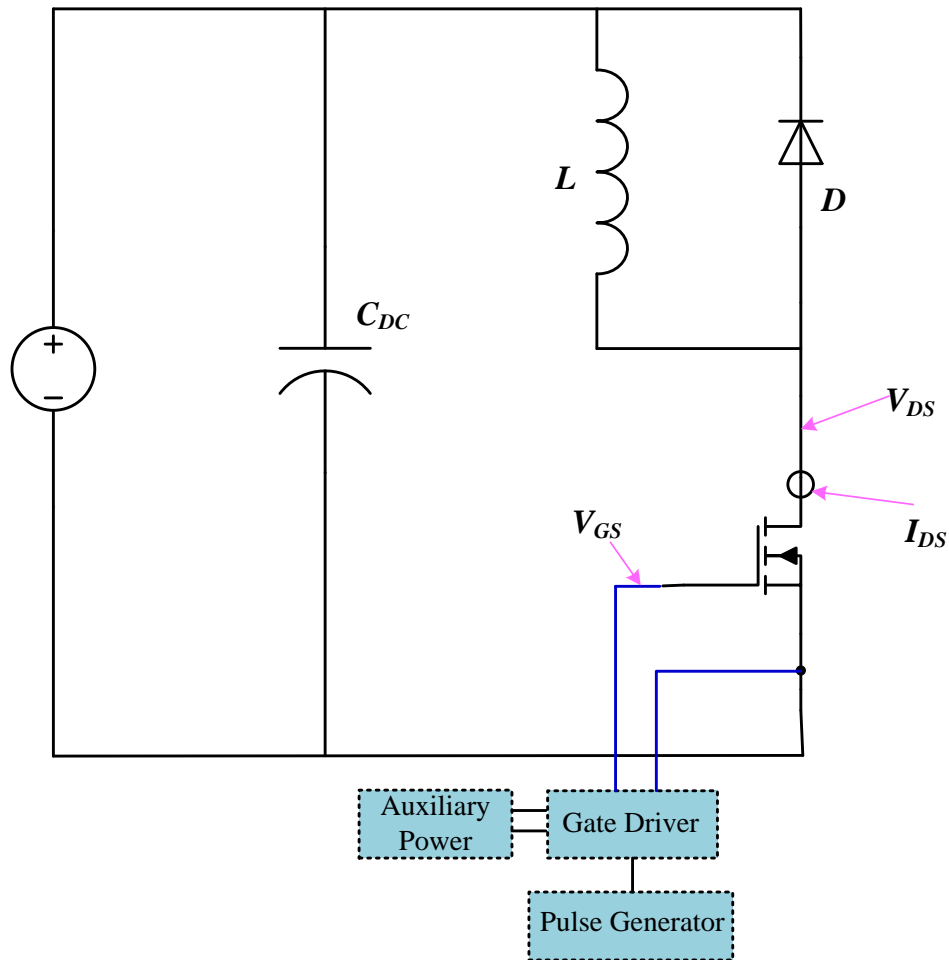 L
D
C_DC
+
−
V_DS
V_GS
I_DS
Auxiliary
Power
Gate Driver
Pulse Generator